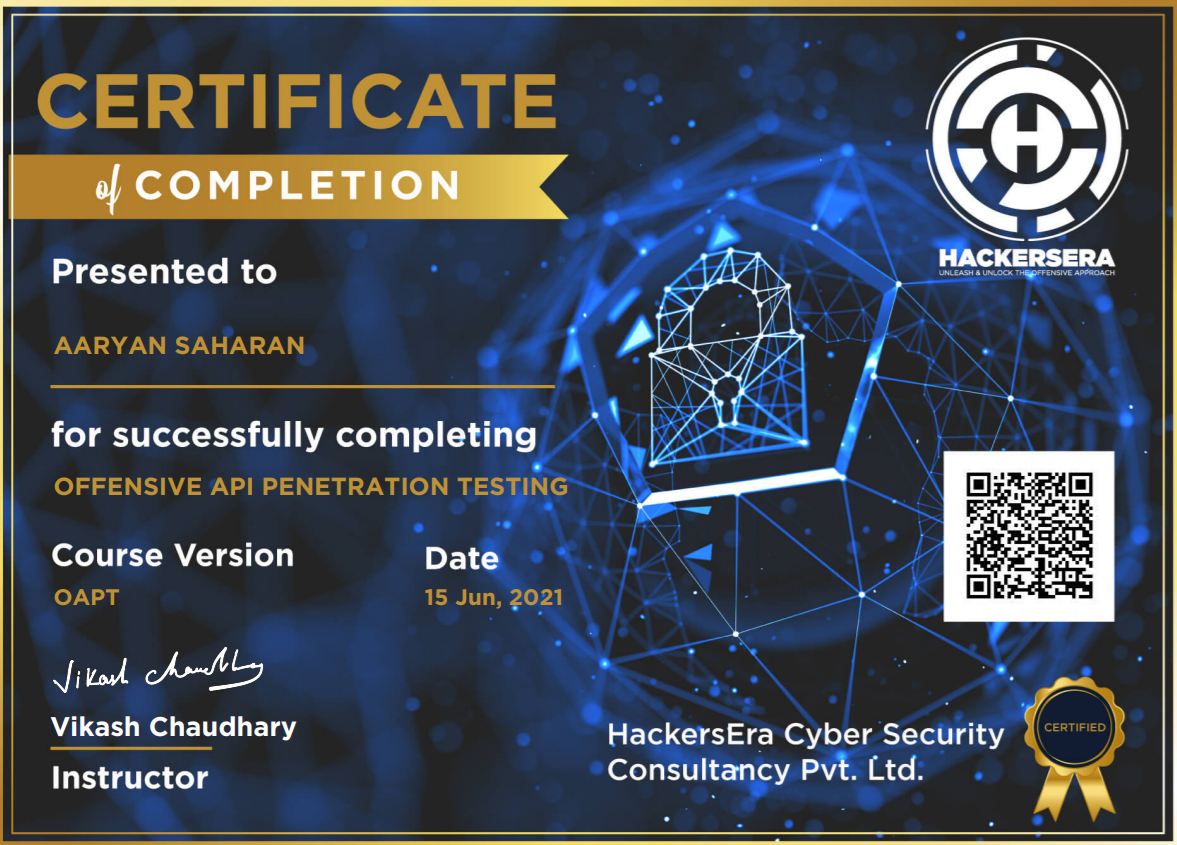 CERTIFICATE
of COMPLETION
HACKERSERA
UNLEASH & UNLOCK THE OFFENSIVE APPROACH
Presented to
AARYAN SAHARAN
for successfully completing
OFFENSIVE API PENETRATION TESTING
Course Version
OAPT
Date
15 Jun, 2021
Vikash Chaudhary
Vikash Chaudhary
Instructor
HackersEra Cyber Security
Consultancy Pvt. Ltd.
CERTIFIED